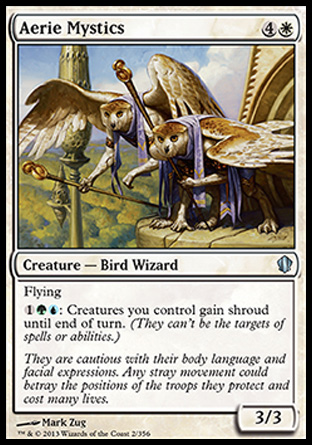 Aerie Mystics 4
Creature — Bird Wizard
Flying
1: Creatures you control gain shroud
until end of turn. (They can't be the targets of
spells or abilities.)
They are cautious with their body language and
facial expressions. Any stray movement could
betray the positions of the troops they protect and
cost many lives.
3/3
Mark Zug
™ & © 2013 Wizards of the Coast 2/356